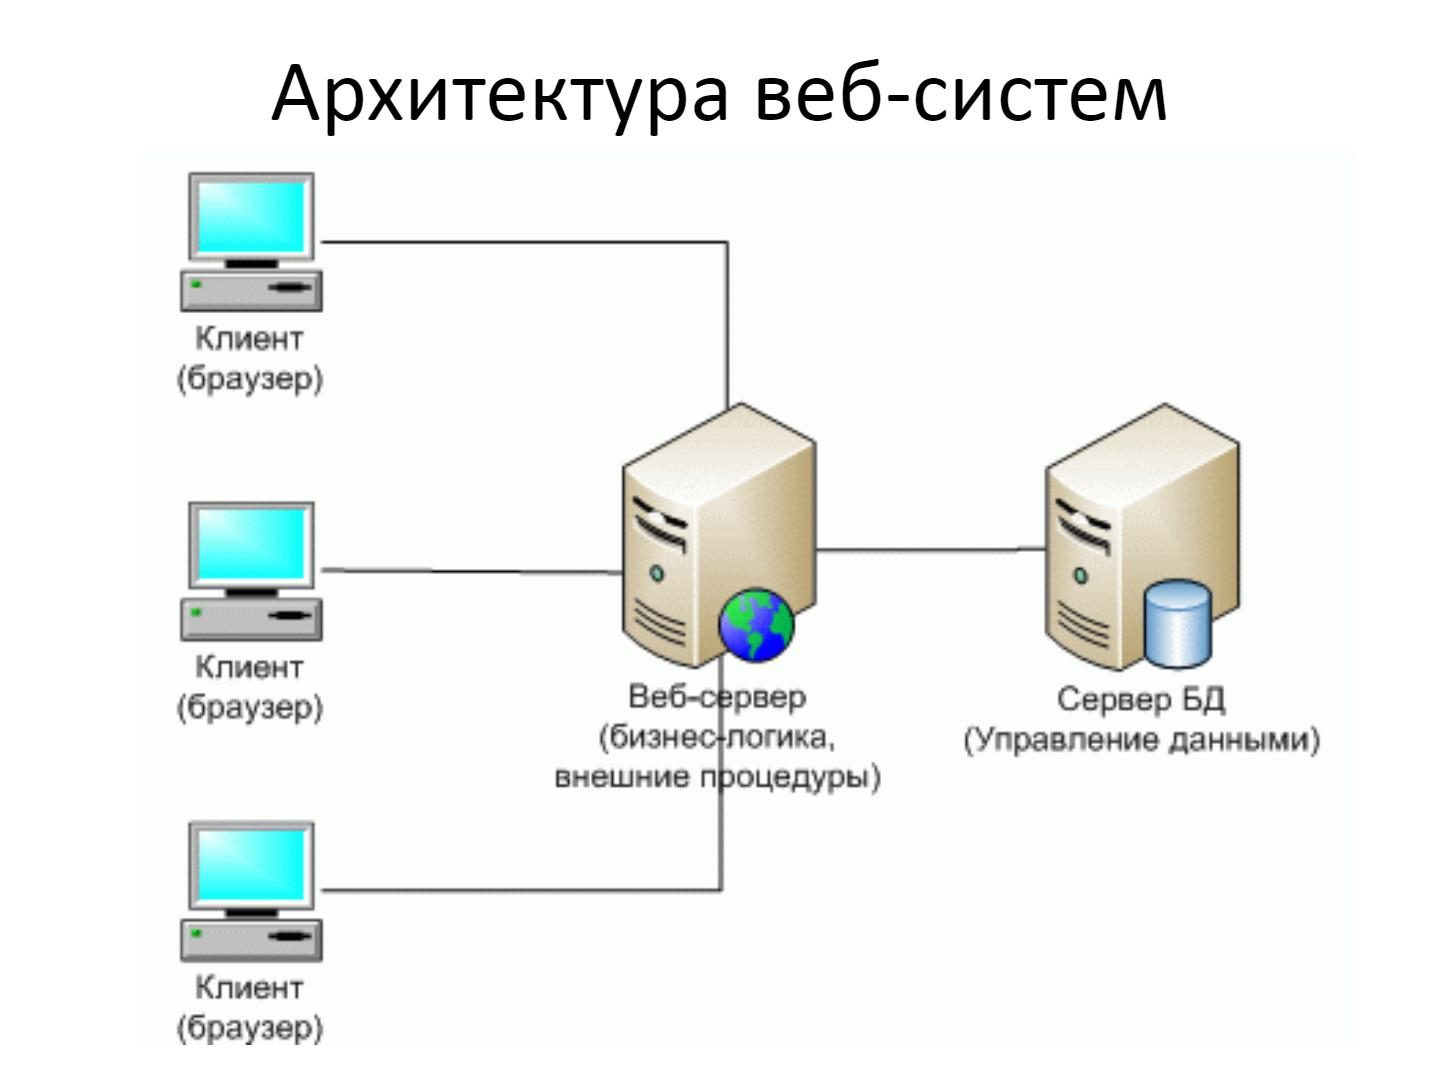 Архитектура веб-систем
Клиент
(браузер)
Клиент
(браузер)
Веб-сервер
(бизнес-логика,
внешние процедуры)
Сервер БД
(Управление данными)
Клиент
(браузер)